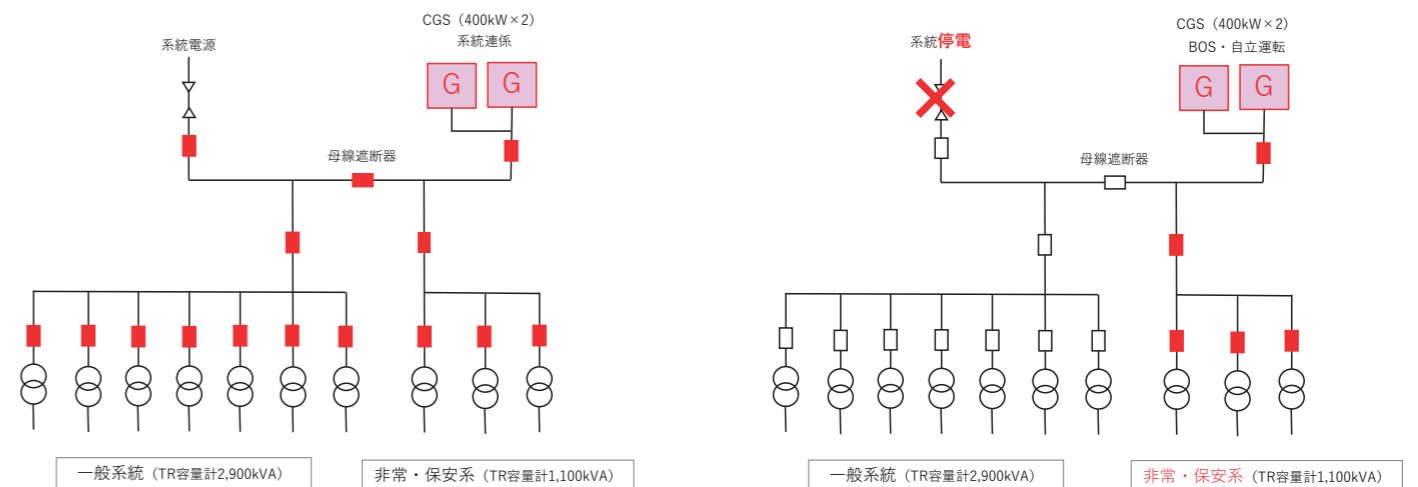 系統電源
CGS（400kW×2）
系統連係
G
G
母線遮断器
一般系統（TR容量計2,900kVA）
非常・保安系（TR容量計1,100kVA）
系統停電
CGS（400kW×2）
BOS・自立運転
G
G
母線遮断器
一般系統（TR容量計2,900kVA）
非常・保安系（TR容量計1,100kVA）